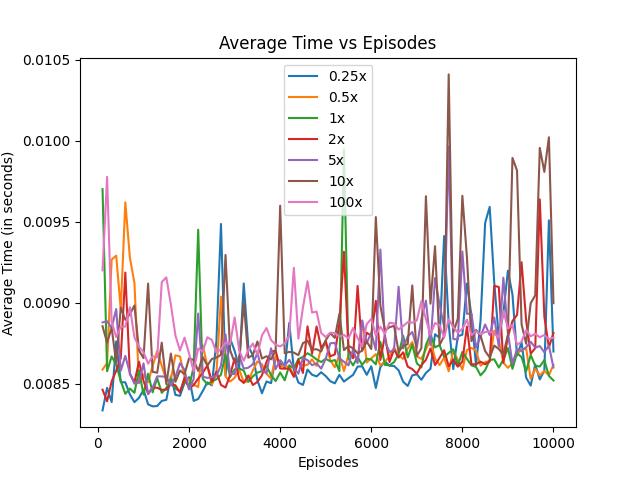 Average Time vs Episodes
0.0105
0.0100
0.0095
0.0090
0.0085
Average Time (in seconds)
0.25x
0.5x
1x
2x
5x
10x
100x
0 2000 4000 6000 8000 10000
Episodes